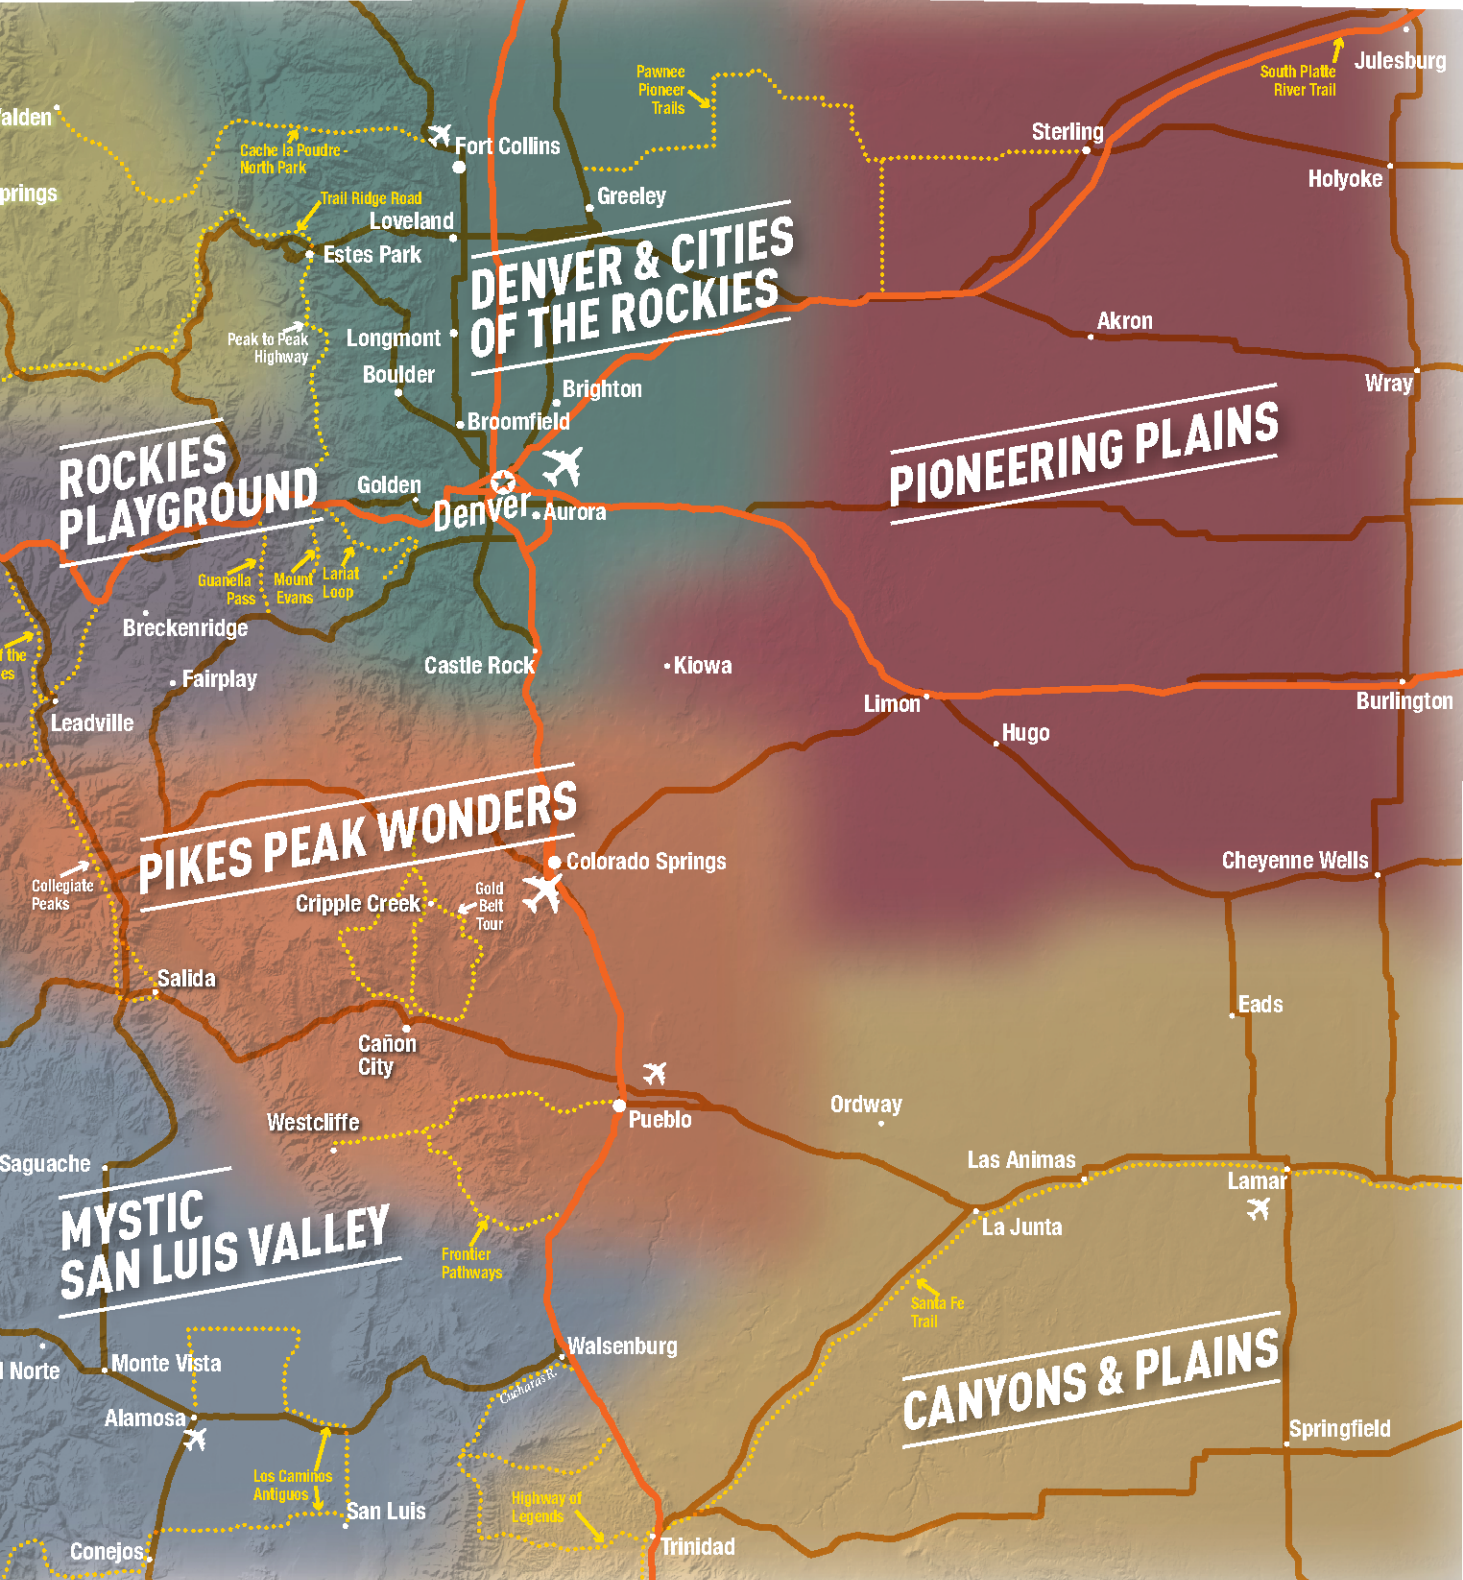 Julesburg
South Platte
River Trail
Pawnee
Pioneer
Trails
alden
Sterling
Cache la Poudre -
North Park
Fort Collins
Holyoke
prings
Trail Ridge Road
Greeley
Loveland
Estes Park
DENVER & CITIES
OF THE ROCKIES
Peak to Peak
Highway
Longmont
Akron
Boulder
Brighton
Wray
Broomfield
ROCKIES
PLAYGROUND
PIONEERING PLAINS
Golden
Denver
Aurora
Guanella
Pass
Mount
Evans
Lariat
Loop
Breckenridge
f the
es
Castle Rock
Kiowa
Fairplay
Leadville
Limon
Burlington
Hugo
PIKES PEAK WONDERS
Colorado Springs
Cheyenne Wells
Collegiate
Peaks
Cripple Creek
Gold
Belt
Tour
Salida
Eads
Cañon
City
Westcliffe
Pueblo
Ordway
Saguache
Las Animas
Lamar
MYSTIC
SAN LUIS VALLEY
La Junta
Frontier
Pathways
Santa Fe
Trail
Walsenburg
Cucharas R.
l Norte
Monte Vista
CANYONS & PLAINS
Alamosa
Springfield
Los Caminos
Antiguos
San Luis
Highway of
Legends
Conejos
Trinidad